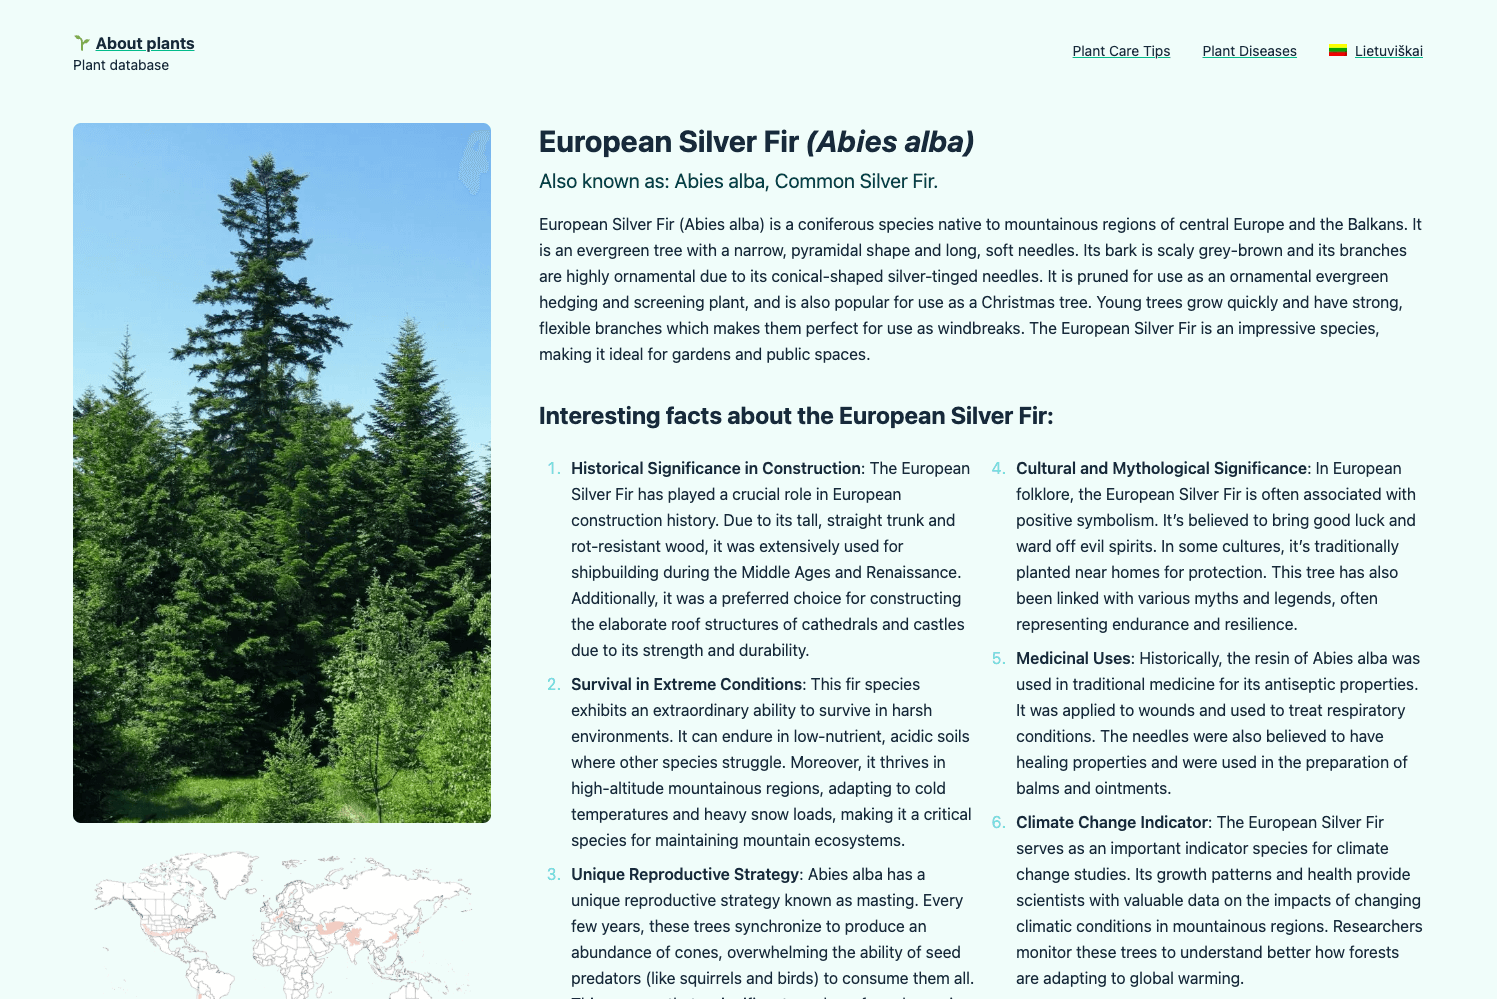 About plants
Plant database
Plant Care Tips
Plant Diseases
Lietuviškai
European Silver Fir (Abies alba)
Also known as: Abies alba, Common Silver Fir.
European Silver Fir (Abies alba) is a coniferous species native to mountainous regions of central Europe and the Balkans. It
is an evergreen tree with a narrow, pyramidal shape and long, soft needles. Its bark is scaly grey-brown and its branches
are highly ornamental due to its conical-shaped silver-tinged needles. It is pruned for use as an ornamental evergreen
hedging and screening plant, and is also popular for use as a Christmas tree. Young trees grow quickly and have strong,
flexible branches which makes them perfect for use as windbreaks. The European Silver Fir is an impressive species,
making it ideal for gardens and public spaces.
Interesting facts about the European Silver Fir:
1. Historical Significance in Construction: The European
Silver Fir has played a crucial role in European
construction history. Due to its tall, straight trunk and
rot-resistant wood, it was extensively used for
shipbuilding during the Middle Ages and Renaissance.
Additionally, it was a preferred choice for constructing
the elaborate roof structures of cathedrals and castles
due to its strength and durability.
2. Survival in Extreme Conditions: This fir species
exhibits an extraordinary ability to survive in harsh
environments. It can endure in low-nutrient, acidic soils
where other species struggle. Moreover, it thrives in
high-altitude mountainous regions, adapting to cold
temperatures and heavy snow loads, making it a critical
species for maintaining mountain ecosystems.
3. Unique Reproductive Strategy: Abies alba has a
unique reproductive strategy known as masting. Every
few years, these trees synchronize to produce an
abundance of cones, overwhelming the ability of seed
predators (like squirrels and birds) to consume them all.
4. Cultural and Mythological Significance: In European
folklore, the European Silver Fir is often associated with
positive symbolism. It’s believed to bring good luck and
ward off evil spirits. In some cultures, it’s traditionally
planted near homes for protection. This tree has also
been linked with various myths and legends, often
representing endurance and resilience.
5. Medicinal Uses: Historically, the resin of Abies alba was
used in traditional medicine for its antiseptic properties.
It was applied to wounds and used to treat respiratory
conditions. The needles were also believed to have
healing properties and were used in the preparation of
balms and ointments.
6. Climate Change Indicator: The European Silver Fir
serves as an important indicator species for climate
change studies. Its growth patterns and health provide
scientists with valuable data on the impacts of changing
climatic conditions in mountainous regions. Researchers
monitor these trees to understand better how forests
are adapting to global warming.